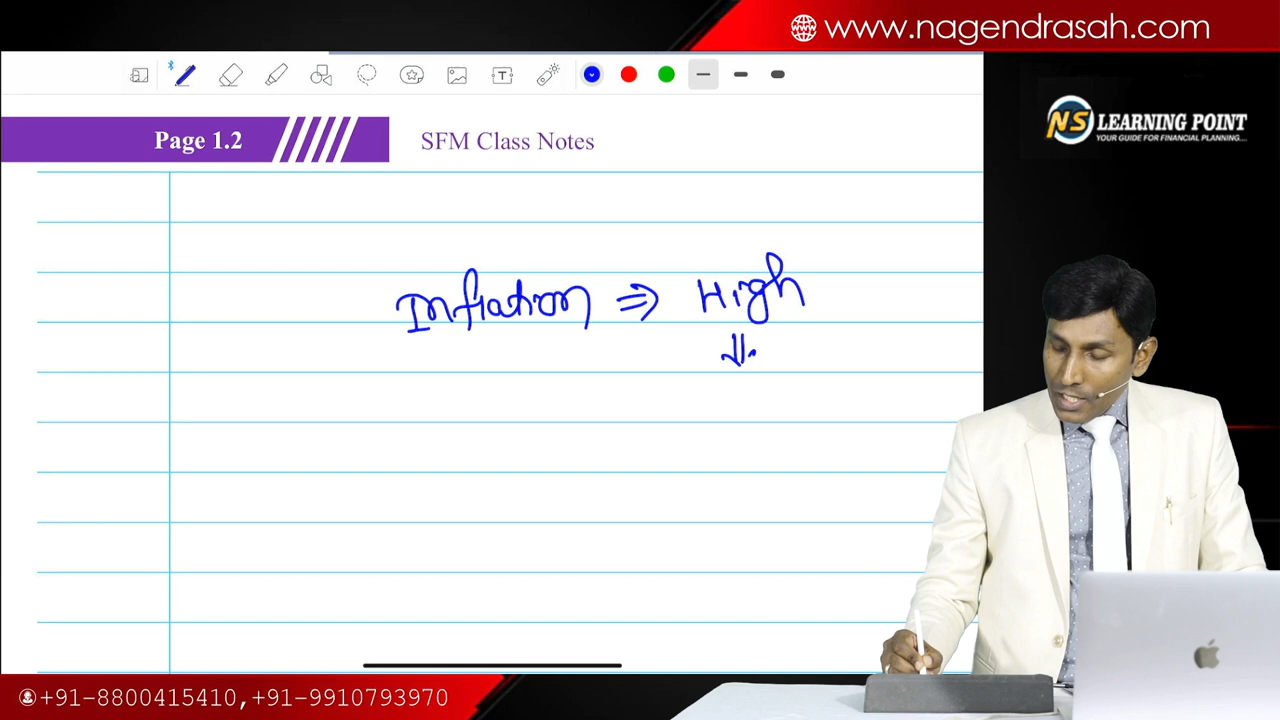 www.nagendrasah.com
NS LEARNING POINT
YOUR GUIDE FOR FINANCIAL PLANNING....
Page 1.2
SFM Class Notes
Inflation ⇒ High
⇓
+91-8800415410,+91-9910793970